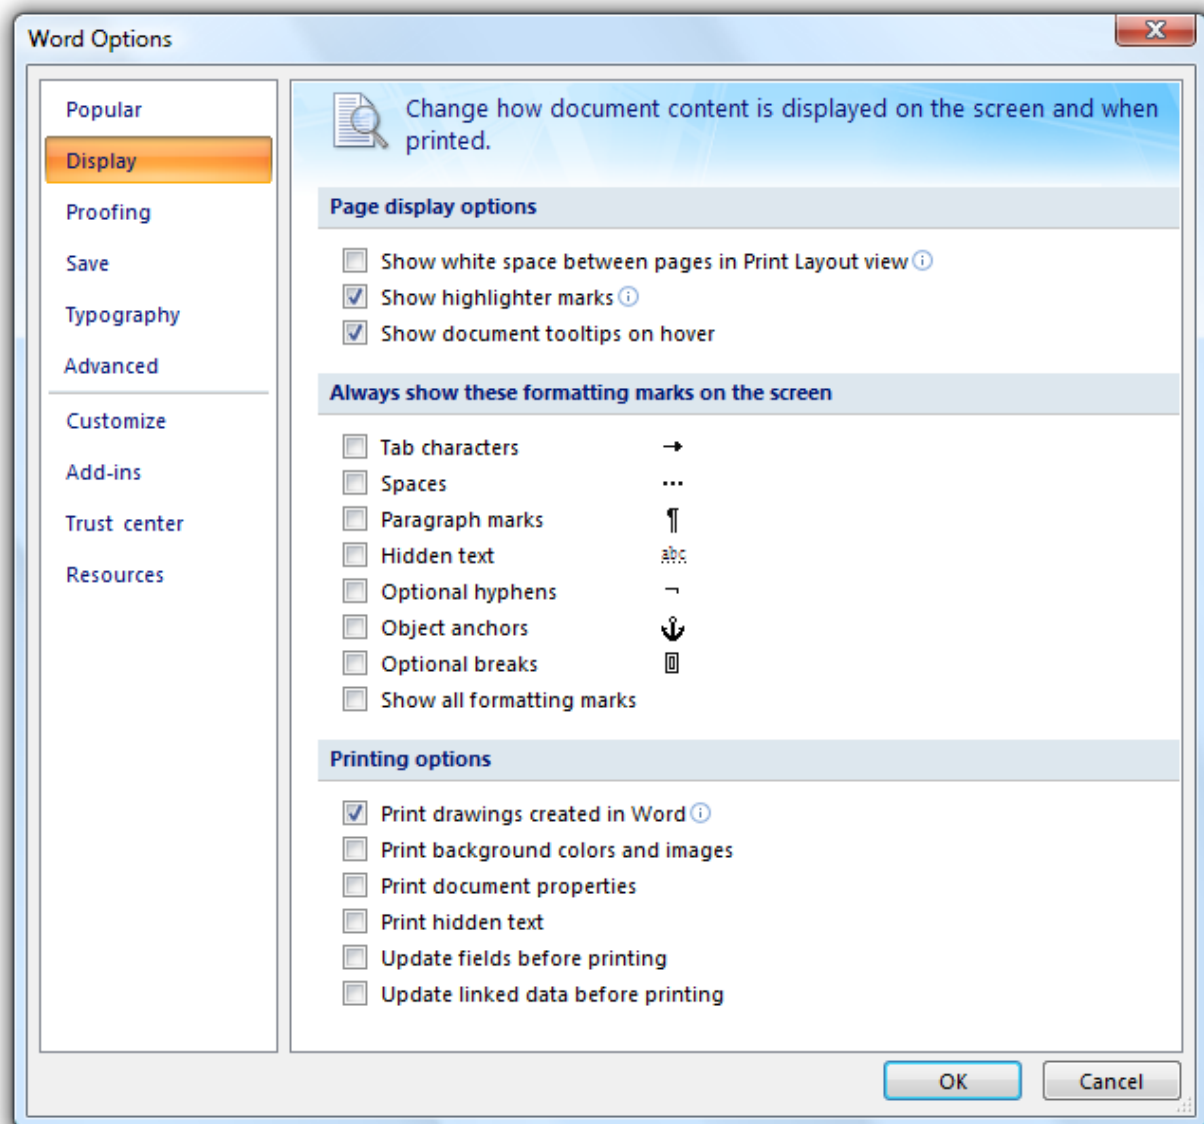 Word Options
Popular
Display
Proofing
Save
Typography
Advanced
Customize
Add-ins
Trust center
Resources
Change how document content is displayed on the screen and when
printed.
Page display options
Show white space between pages in Print Layout view
Show highlighter marks
Show document tooltips on hover
Always show these formatting marks on the screen
Tab characters →
Spaces ...
Paragraph marks ¶
Hidden text abc
Optional hyphens ¬
Object anchors
Optional breaks
Show all formatting marks
Printing options
Print drawings created in Word
Print background colors and images
Print document properties
Print hidden text
Update fields before printing
Update linked data before printing
OK Cancel